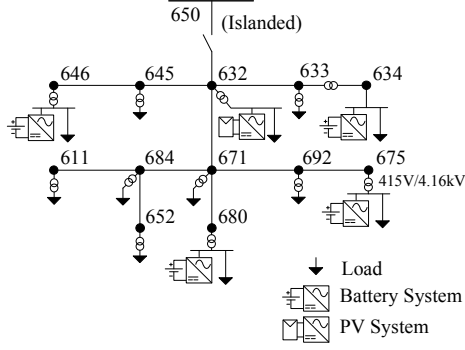 650
(Islanded)
646
645
632
633
634
611
684
671
692
675
415V/4.16kV
652
680
Load
Battery System
PV System